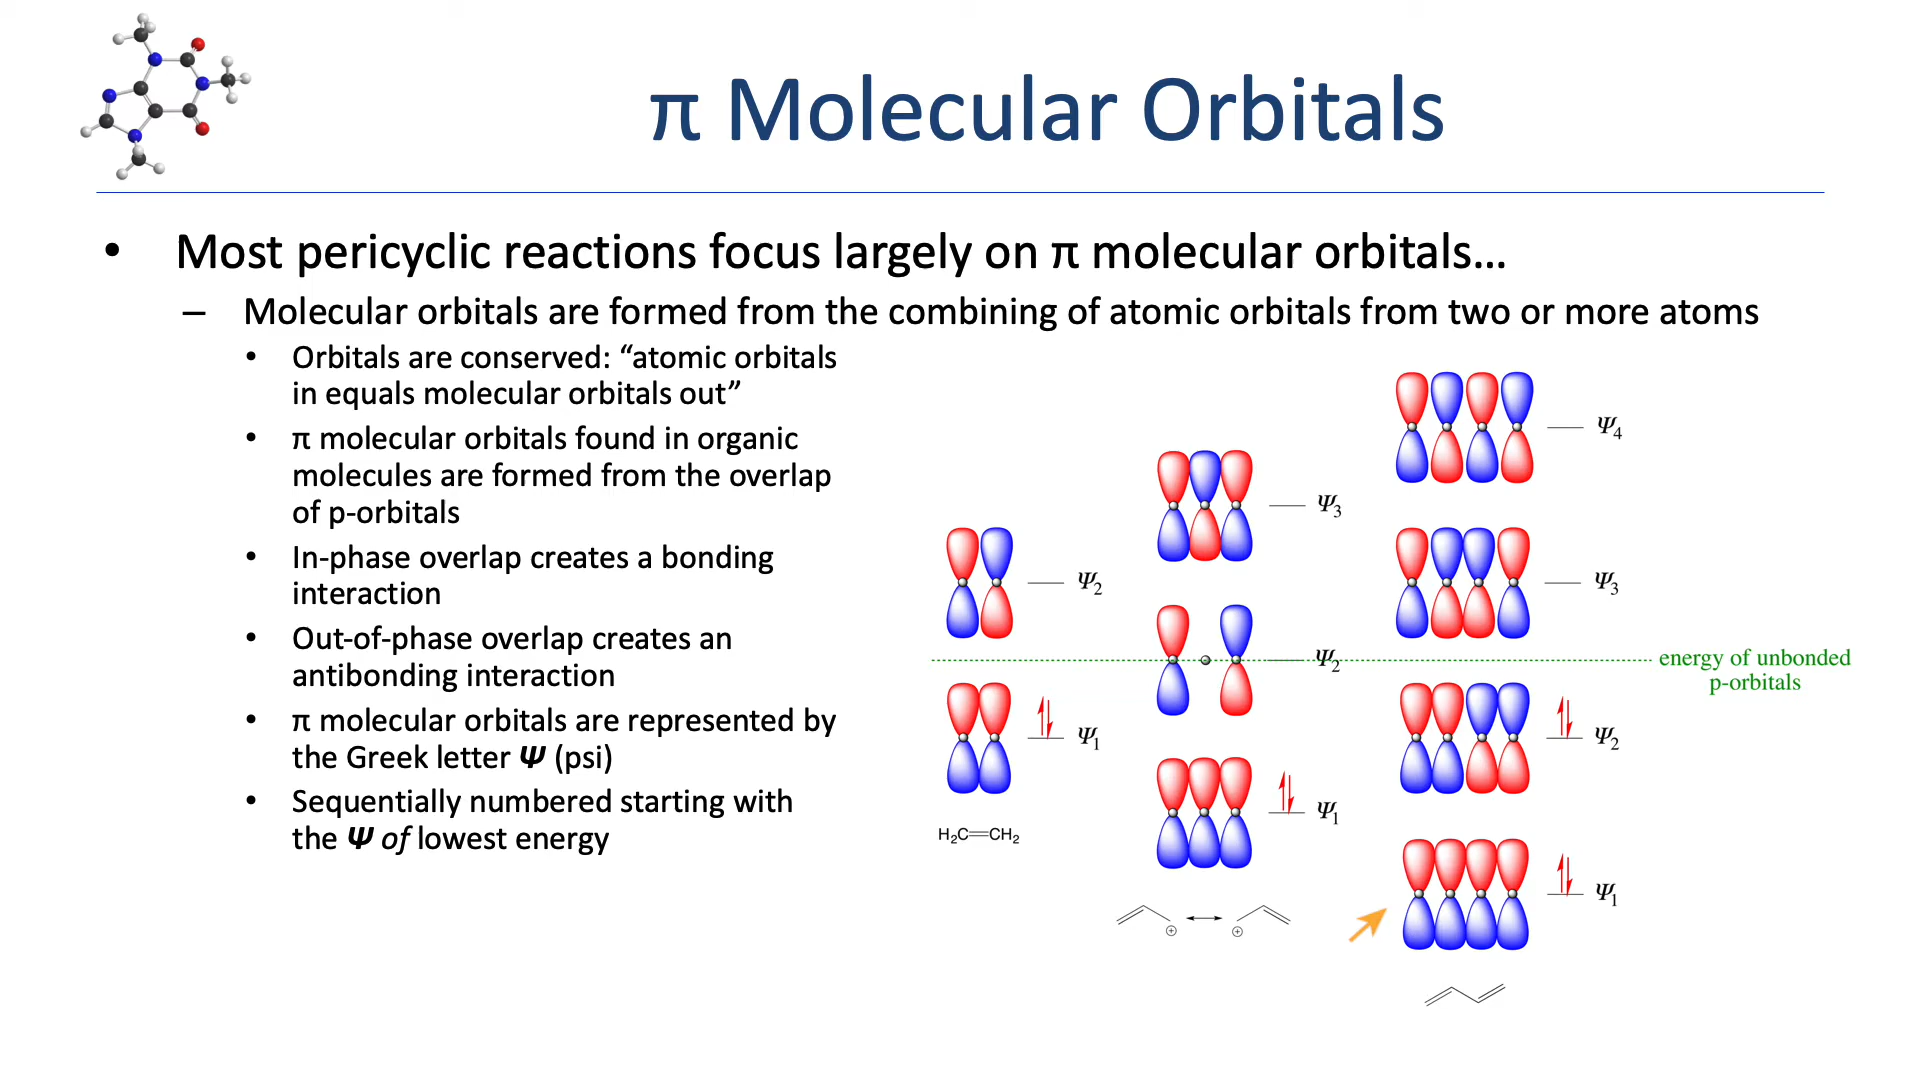 π Molecular Orbitals
• Most pericyclic reactions focus largely on π molecular orbitals…
– Molecular orbitals are formed from the combining of atomic orbitals from two or more atoms
• Orbitals are conserved: “atomic orbitals
in equals molecular orbitals out”
• π molecular orbitals found in organic
molecules are formed from the overlap
of p-orbitals
• In-phase overlap creates a bonding
interaction
• Out-of-phase overlap creates an
antibonding interaction
• π molecular orbitals are represented by
the Greek letter Ψ (psi)
• Sequentially numbered starting with
the Ψ of lowest energy
Ψ2
Ψ1
H2C=CH2
Ψ3
Ψ2
Ψ1
⊕ ⊕
Ψ4
Ψ3
energy of unbonded
p-orbitals
Ψ2
Ψ1